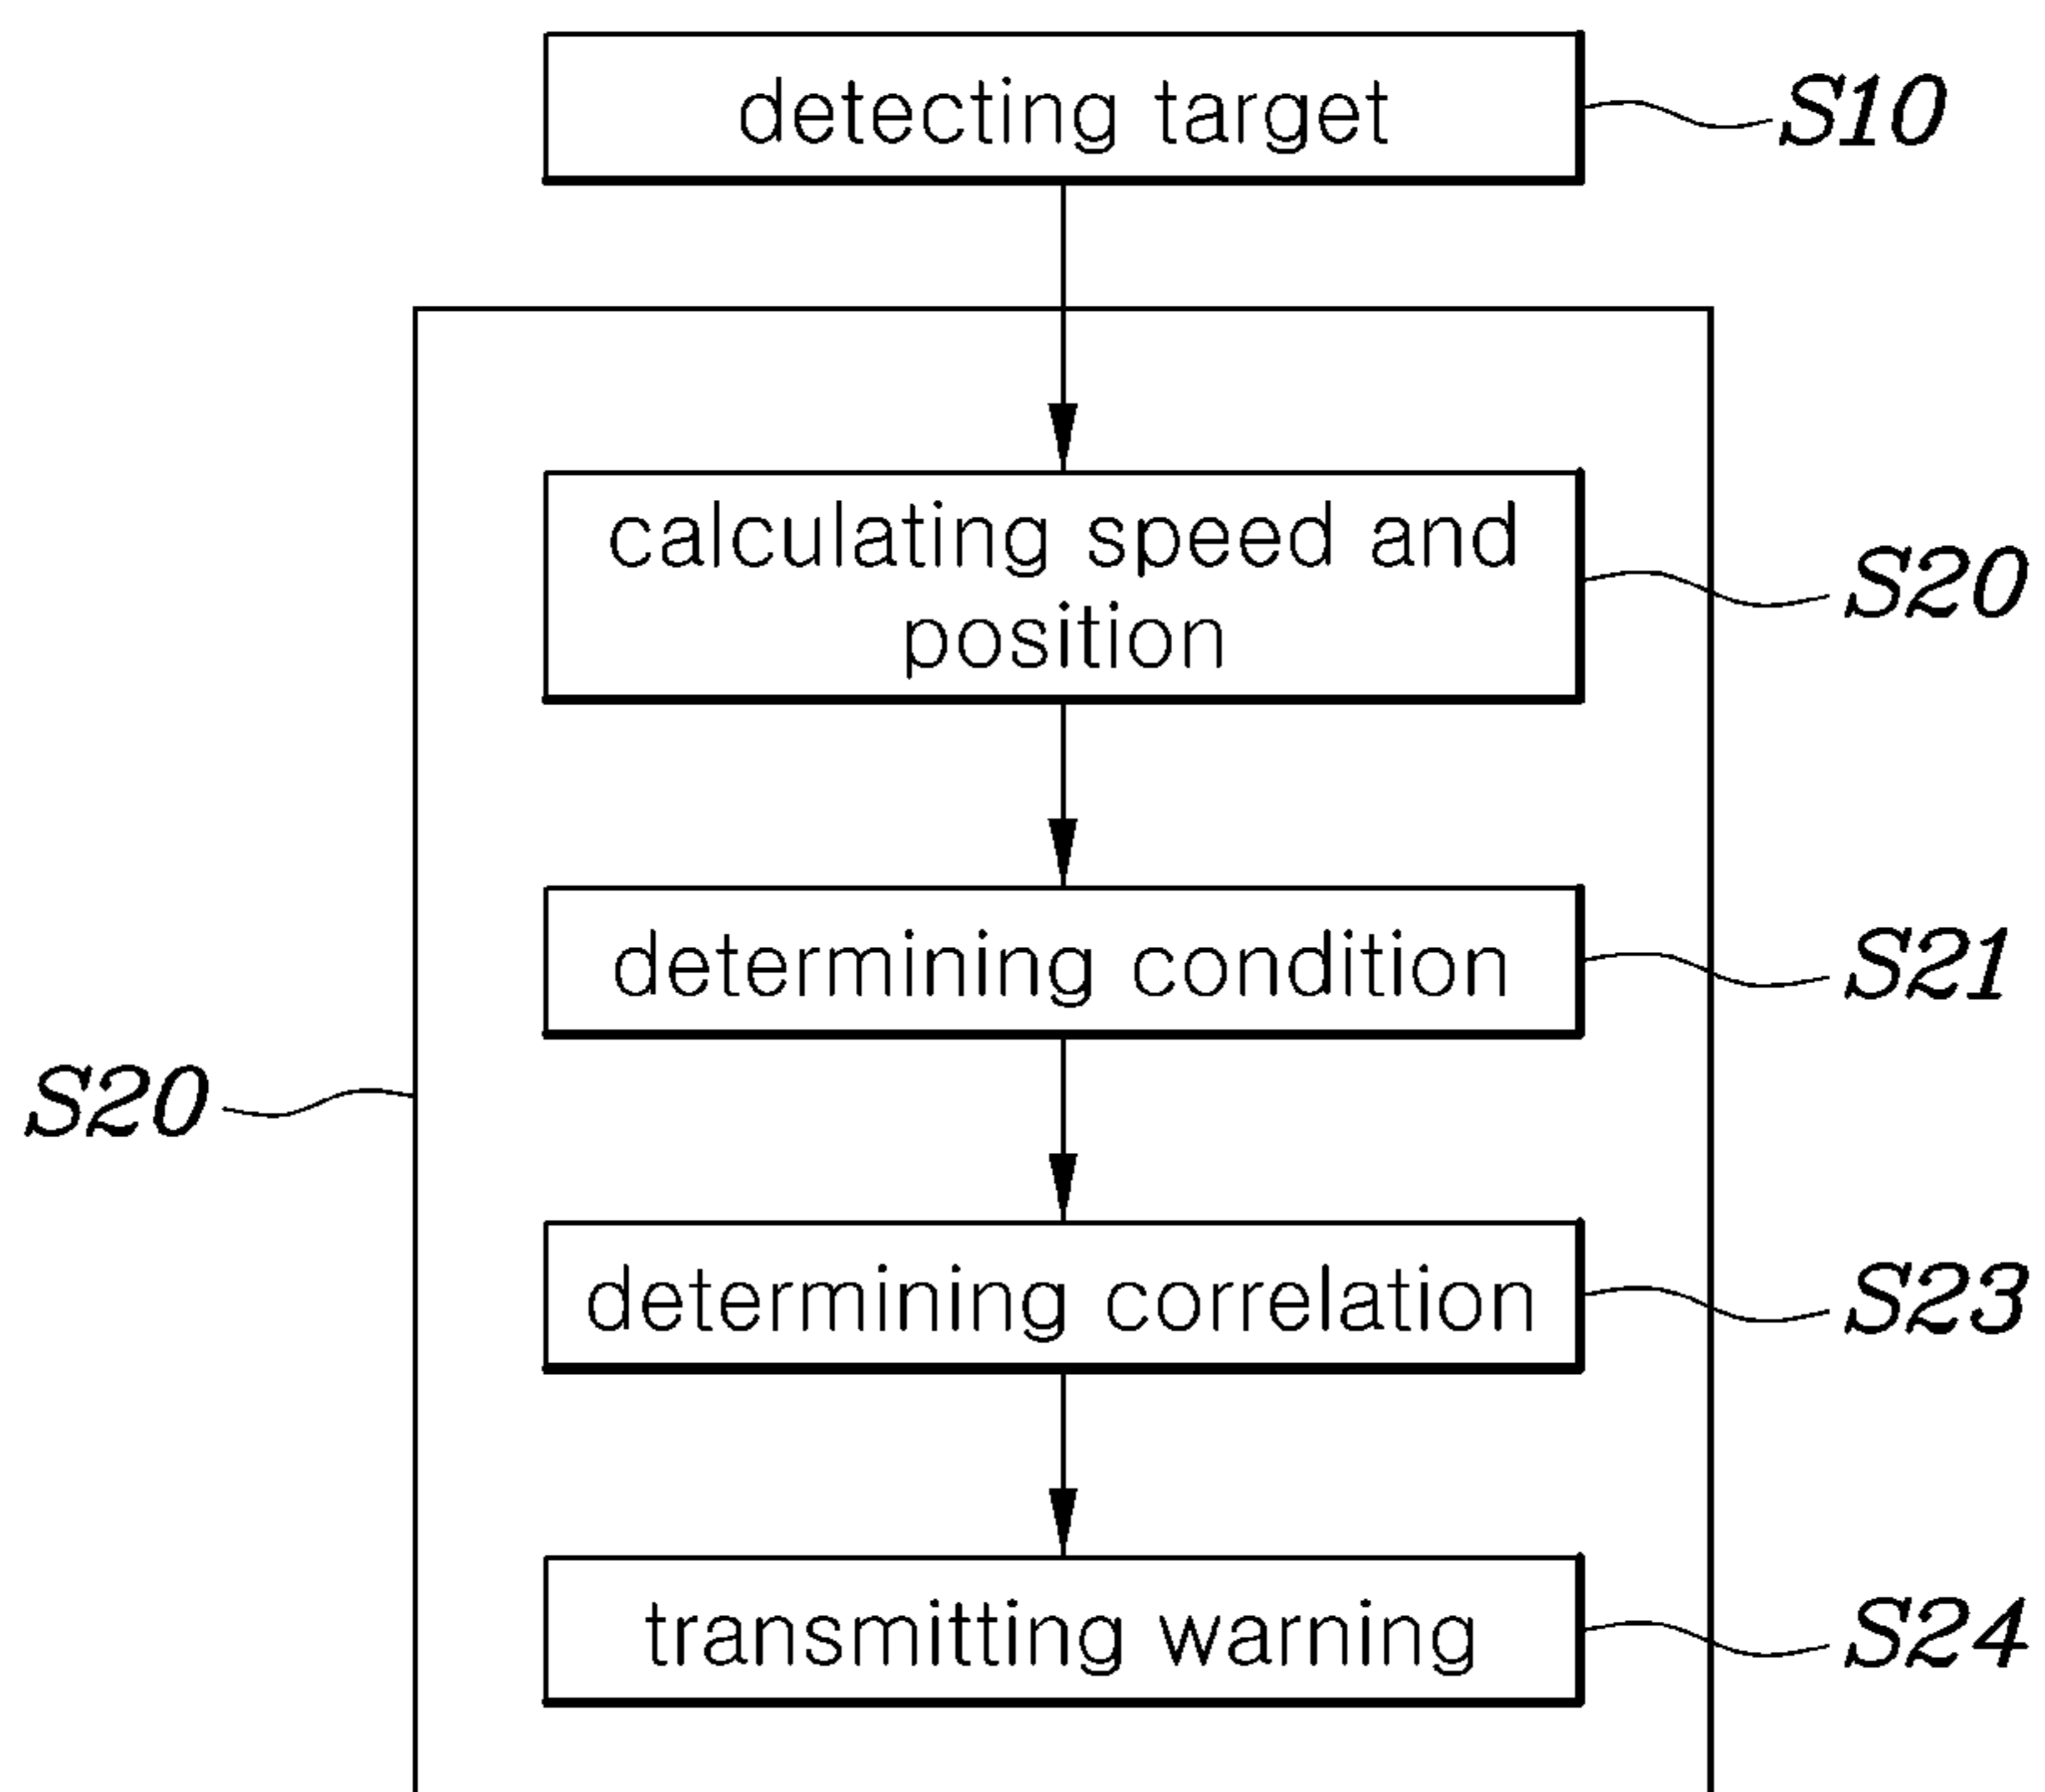 detecting target
S10
calculating speed and
position
S20
determining condition
S21
S20
determining correlation
S23
transmitting warning
S24